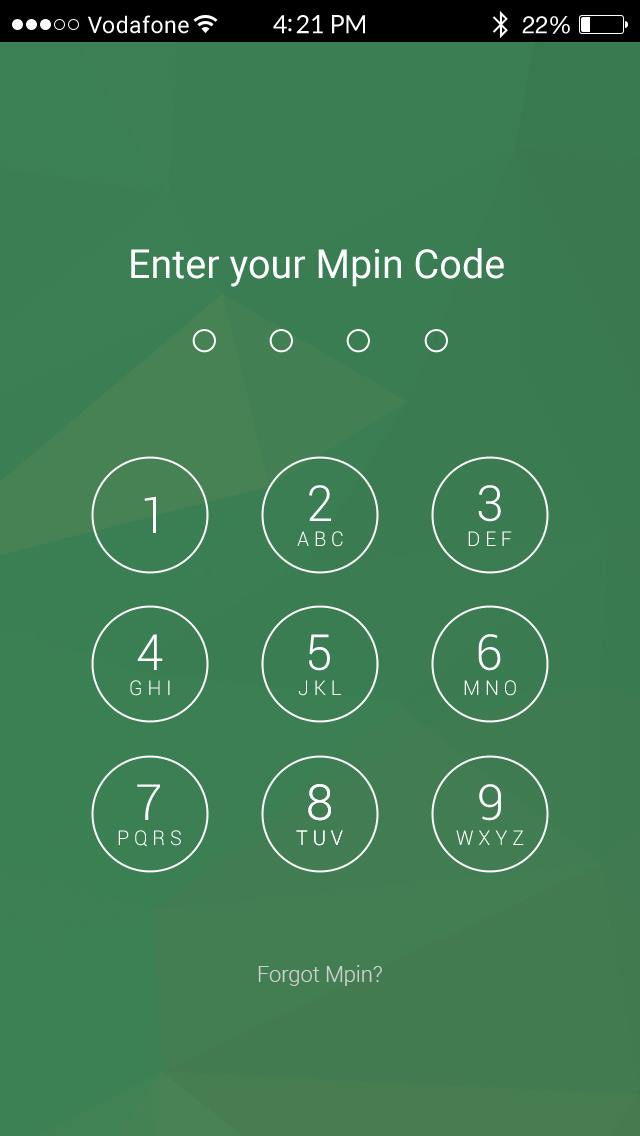 Vodafone 4:21 PM 22%
Enter your Mpin Code
1 2 3
ABC DEF
4 5 6
GHI JKL MNO
7 8 9
PQRS TUV WXYZ
Forgot Mpin?